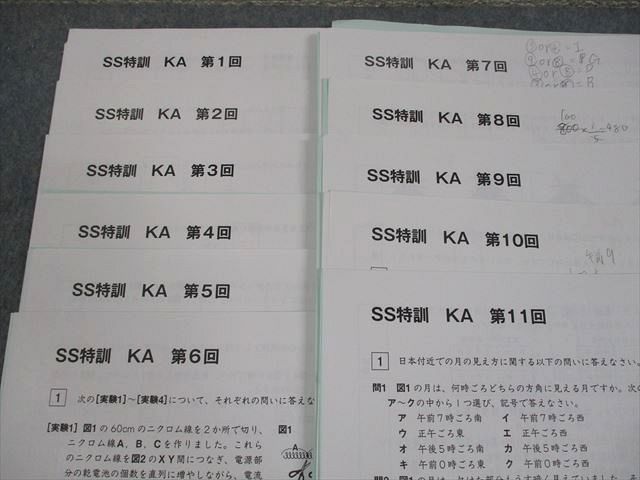 SS特訓 KA 第1回
SS特訓 KA 第2回
SS特訓 KA 第3回
SS特訓 KA 第4回
SS特訓 KA 第5回
SS特訓 KA 第6回
1 次の[実験1]~[実験4]について、それぞれの問いに答えな
[実験1] 図1の60cmのニクロム線を2か所で切り、
ニクロム線A、B、Cを作りました。これら
のニクロム線を図2のXY間につなぎ、電源部
分の乾電池の個数を直列に増やしながら、電流
図1
A
SS特訓 KA 第7回
SS特訓 KA 第8回
SS特訓 KA 第9回
SS特訓 KA 第10回
SS特訓 KA 第11回
1 日本付近での月の見え方に関する以下の問いに答えなさい。
問1 図1の月は、何時ごろどちらの方角に見える月ですか。次の
ア~クの中から1つ選び、記号で答えなさい。
ア 午前7時ごろ南 イ 午前7時ごろ西
ウ 正午ごろ東 エ 正午ごろ西
オ 午後5時ごろ南 カ 午後5時ごろ西
キ 午前0時ごろ東 ク 午前0時ごろ西